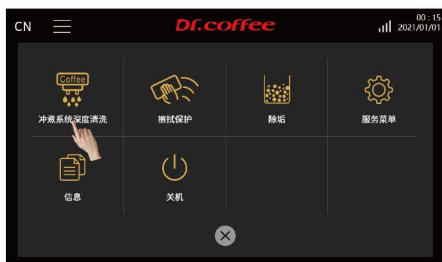 CN
Dr.coffee
00 : 15
2021/01/01
Coffee
冲煮系统深度清洗
擦拭保护
除垢
服务菜单
信息
关机